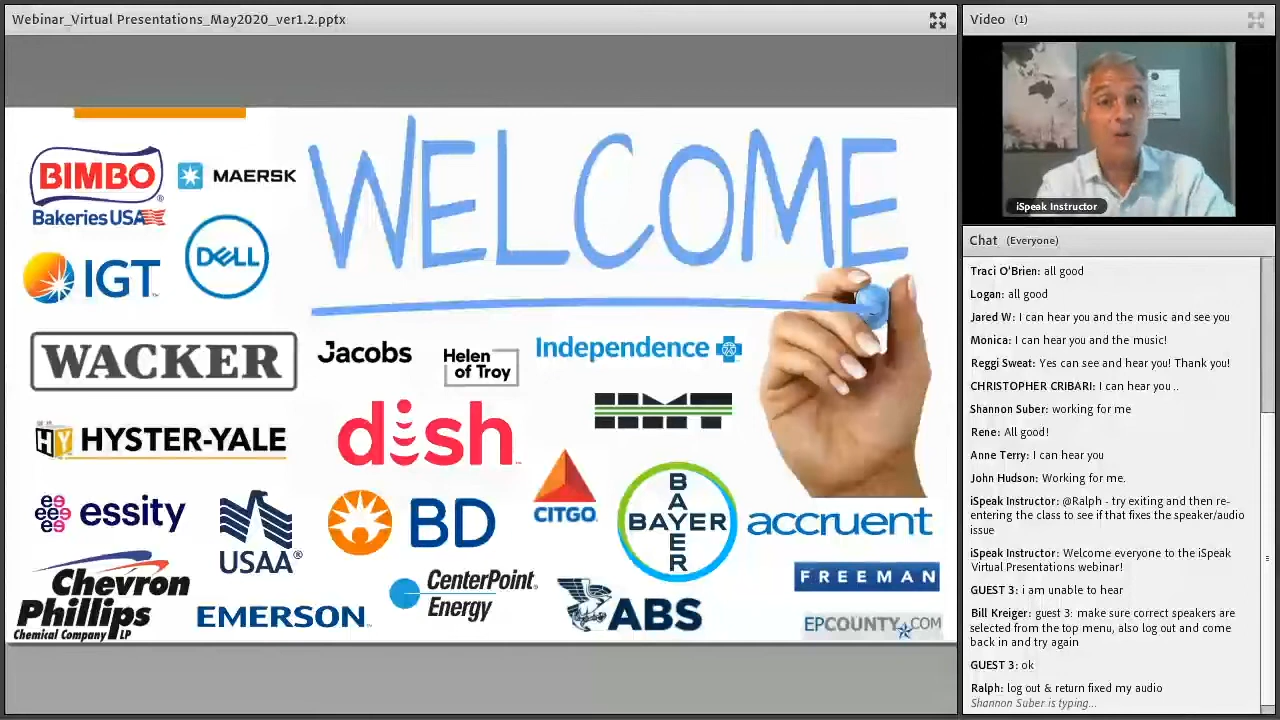 Webinar_Virtual Presentations_May2020_ver1.2.pptx
WELCOME
BIMBO
®
Bakeries USA
MAERSK
IGT
DELL
WACKER
Jacobs
Helen
of Troy
Independence
HYSTER-YALE
HY
dish
CITGO
BAYER
BAYER
accruent
essity
USAA®
BD
FREEMAN
Chevron
Phillips
Chemical Company LP
EMERSON™
CenterPoint®
Energy
ABS
EPCOUNTY.COM
Video (1)
iSpeak Instructor
Chat (Everyone)
Traci O'Brien: all good
Logan: all good
Jared W: I can hear you and the music and see you
Monica: I can hear you and the music!
Reggi Sweat: Yes can see and hear you! Thank you!
CHRISTOPHER CRIBARI: I can hear you ..
Shannon Suber: working for me
Rene: All good!
Anne Terry: I can hear you
John Hudson: Working for me.
iSpeak Instructor: @Ralph - try exiting and then re-
entering the class to see if that fixes the speaker/audio
issue
iSpeak Instructor: Welcome everyone to the iSpeak
Virtual Presentations webinar!
GUEST 3: i am unable to hear
Bill Kreiger: guest 3: make sure correct speakers are
selected from the top menu, also log out and come
back in and try again
GUEST 3: ok
Ralph: log out & return fixed my audio
Shannon Suber is typing...